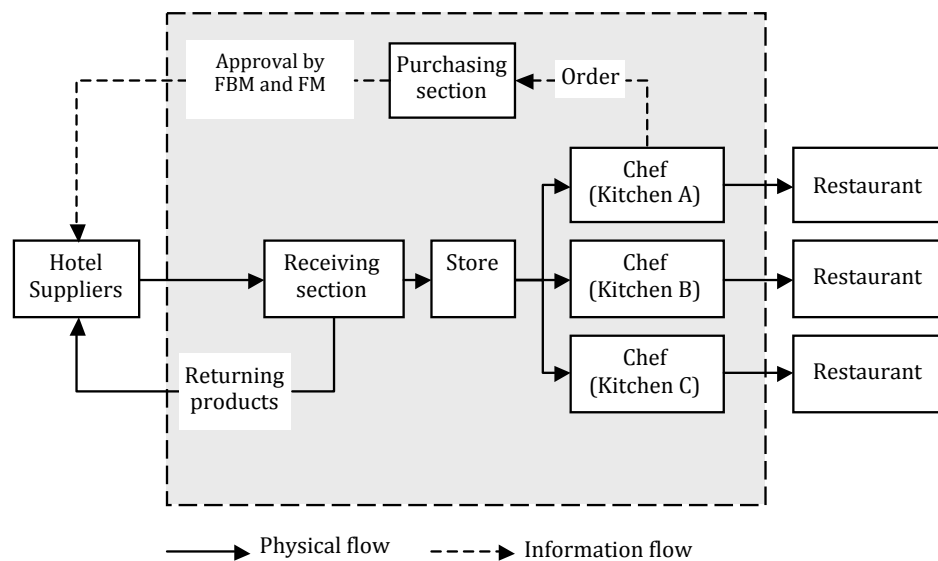 Approval by
FBM and FM
Purchasing
section
Order
Chef
(Kitchen A)
Restaurant
Hotel
Suppliers
Receiving
section
Store
Chef
(Kitchen B)
Restaurant
Returning
products
Chef
(Kitchen C)
Restaurant
Physical flow
Information flow